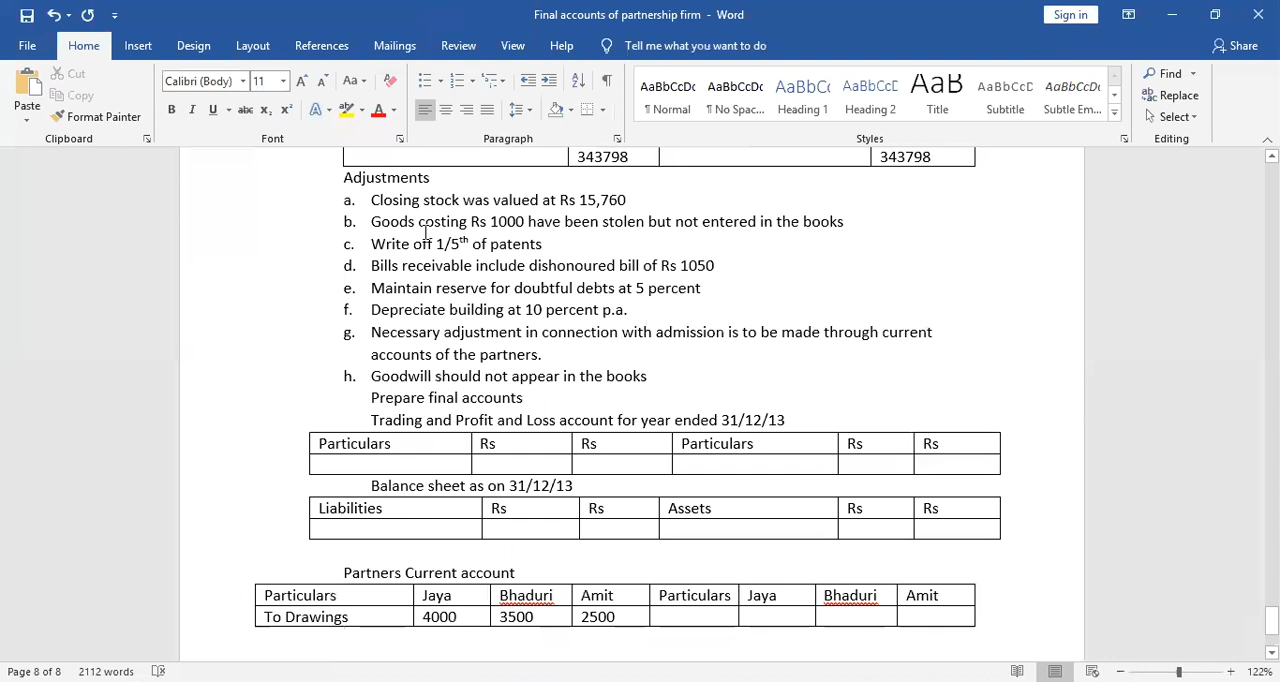 Final accounts of partnership firm - Word
Sign in
File Home Insert Design Layout References Mailings Review View Help Tell me what you want to do Share
Paste
Cut
Copy
Format Painter
Calibri (Body) 11
Aa
B I U abc x₂ x² A A
AaBbCcDc AaBbCcDc AaBbC AaBbCcD AaB AaBbCcD AaBbCcDc
¶ Normal ¶ No Spac... Heading 1 Heading 2 Title Subtitle Subtle Em...
Find
Replace
Select
Clipboard Font Paragraph Styles Editing
343798 343798
Adjustments
a. Closing stock was valued at Rs 15,760
b. Goods costing Rs 1000 have been stolen but not entered in the books
c. Write off 1/5th of patents
d. Bills receivable include dishonoured bill of Rs 1050
e. Maintain reserve for doubtful debts at 5 percent
f. Depreciate building at 10 percent p.a.
g. Necessary adjustment in connection with admission is to be made through current
accounts of the partners.
h. Goodwill should not appear in the books
Prepare final accounts
Trading and Profit and Loss account for year ended 31/12/13
Particulars Rs Rs Particulars Rs Rs
Balance sheet as on 31/12/13
Liabilities Rs Rs Assets Rs Rs
Partners Current account
Particulars Jaya Bhaduri Amit Particulars Jaya Bhaduri Amit
To Drawings 4000 3500 2500
Page 8 of 8 2112 words 122%